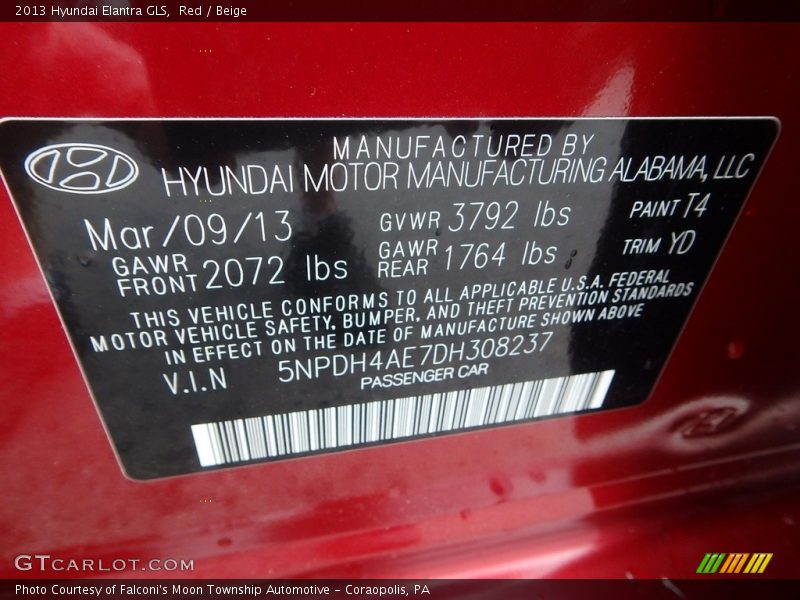 2013 Hyundai Elantra GLS, Red / Beige
MANUFACTURED BY
HYUNDAI MOTOR MANUFACTURING ALABAMA, LLC
Mar/09/13 GVWR 3792 lbs PAINT T4
GAWR FRONT 2072 lbs GAWR REAR 1764 lbs TRIM YD
THIS VEHICLE CONFORMS TO ALL APPLICABLE U.S.A. FEDERAL
MOTOR VEHICLE SAFETY, BUMPER, AND THEFT PREVENTION STANDARDS
IN EFFECT ON THE DATE OF MANUFACTURE SHOWN ABOVE
V.I.N 5NPDH4AE7DH308237
PASSENGER CAR
GTCARLOT.COM
Photo Courtesy of Falconi's Moon Township Automotive - Coraopolis, PA